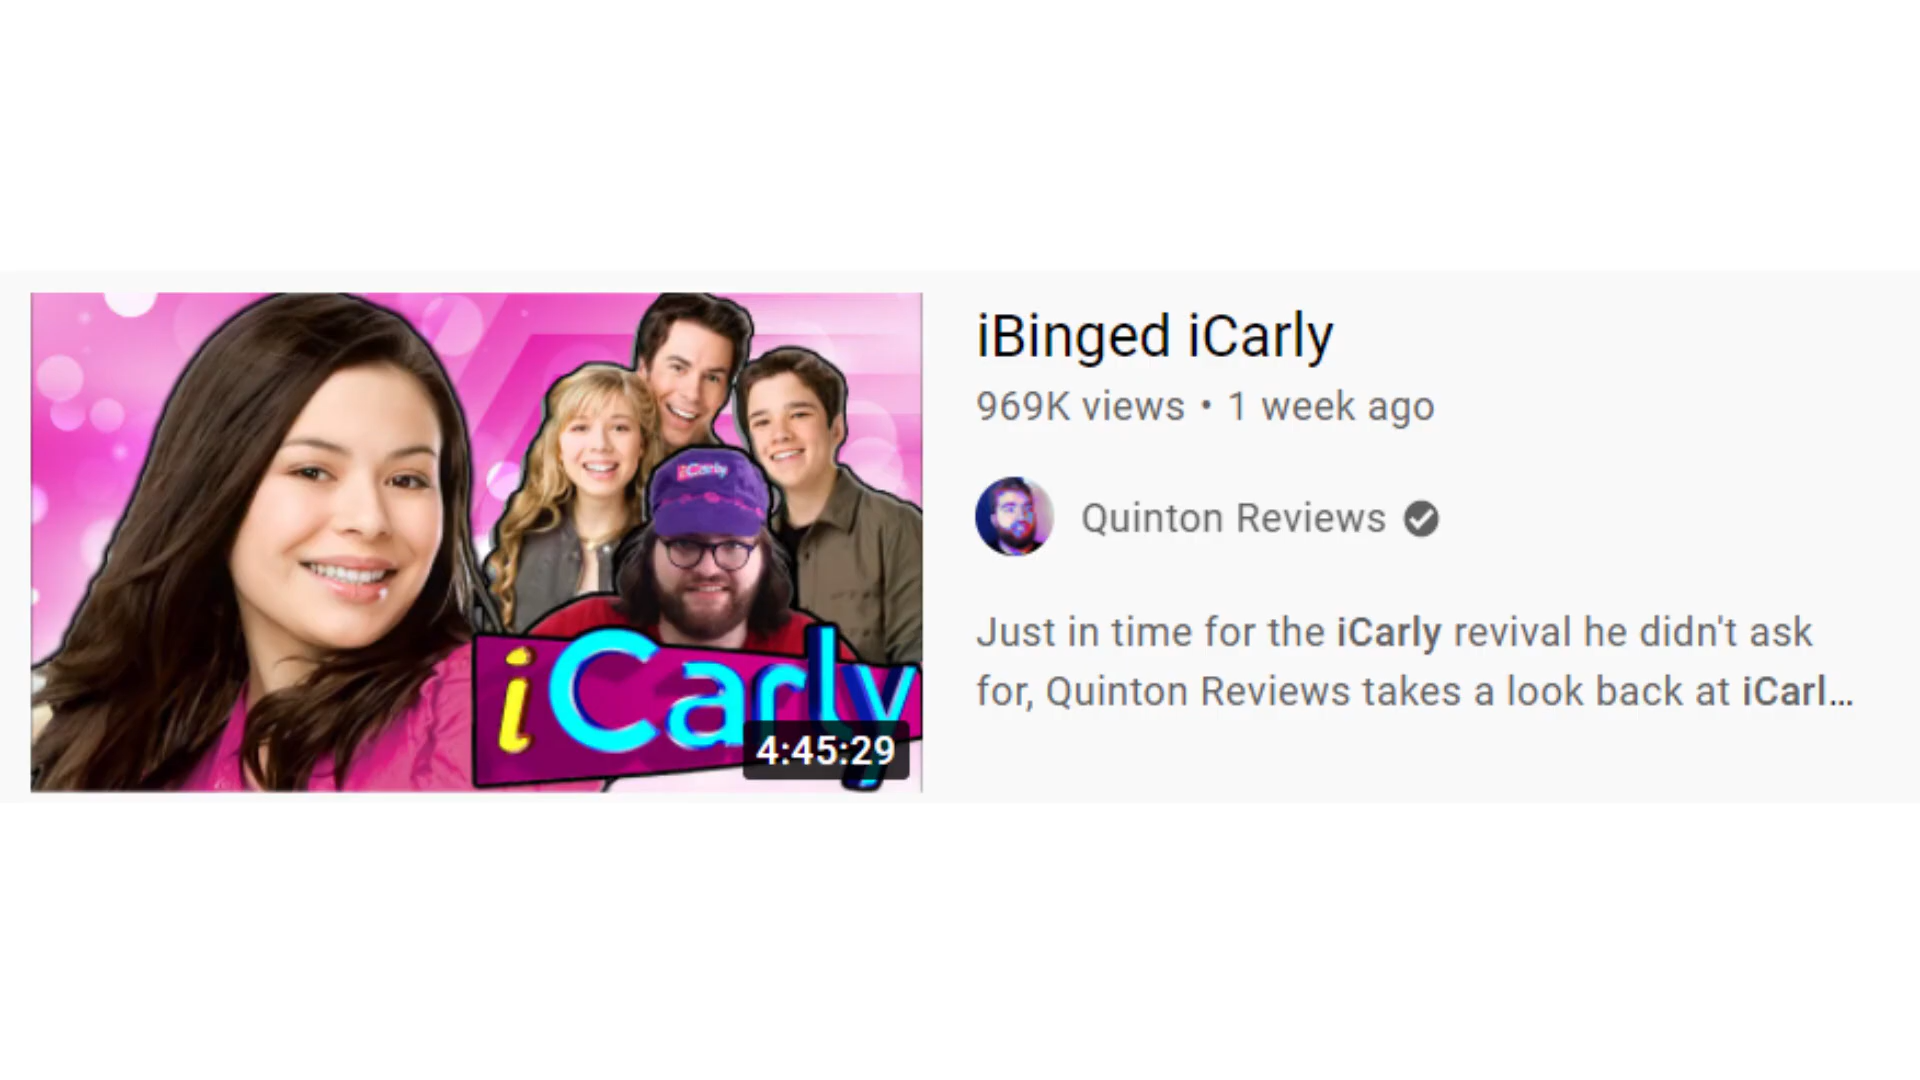 iCarly
iCarly
4:45:29
iBinged iCarly
969K views • 1 week ago
Quinton Reviews
Just in time for the iCarly revival he didn't ask
for, Quinton Reviews takes a look back at iCarl...